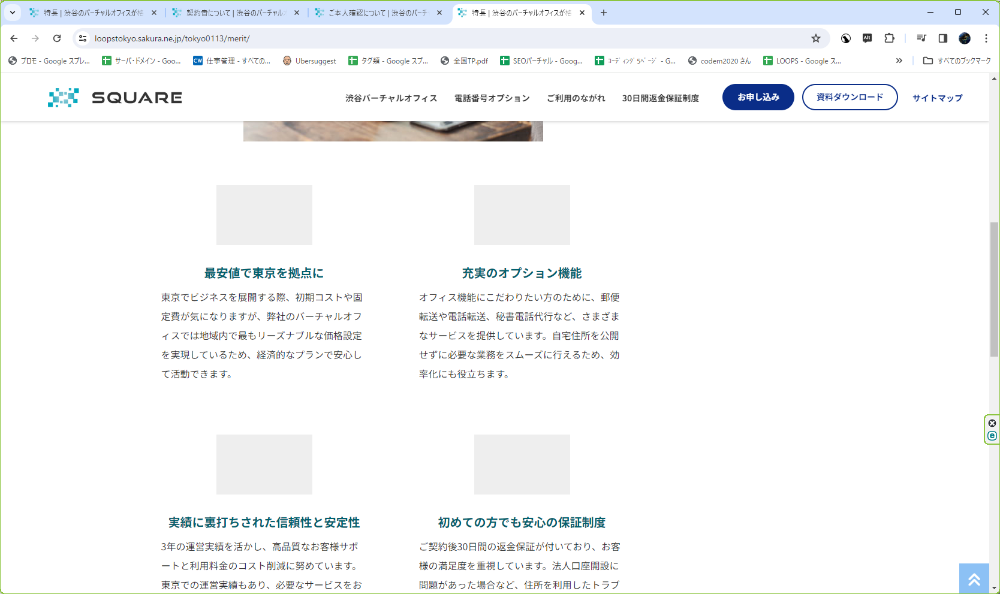 特長 | 渋谷のバーチャルオフィスが格
契約書について | 渋谷のバーチャルオ
ご本人確認について | 渋谷のバーチ
特長 | 渋谷のバーチャルオフィスが格
loopstokyo.sakura.ne.jp/tokyo0113/merit/
プロモ - Google スプレ...
サーバ・ドメイン - Goo...
CW 仕事管理 - すべての...
Ubersuggest
タグ類 - Google スプ...
全国TP.pdf
SEOバーチャル - Goog...
コーディング 5ページ - G...
codem2020 さん
LOOPS - Google ス...
すべてのブックマーク
SQUARE
渋谷バーチャルオフィス
電話番号オプション
ご利用のながれ
30日間返金保証制度
お申し込み
資料ダウンロード
サイトマップ
最安値で東京を拠点に
東京でビジネスを展開する際、初期コストや固
定費が気になりますが、弊社のバーチャルオフ
ィスでは地域内で最もリーズナブルな価格設定
を実現しているため、経済的なプランで安心し
て活動できます。
充実のオプション機能
オフィス機能にこだわりたい方のために、郵便
転送や電話転送、秘書電話代行など、さまざま
なサービスを提供しています。自宅住所を公開
せずに必要な業務をスムーズに行えるため、効
率化にも役立ちます。
実績に裏打ちされた信頼性と安定性
3年の運営実績を活かし、高品質なお客様サポ
ートと利用料金のコスト削減に努めています。
東京での運営実績もあり、必要なサービスをお
初めての方でも安心の保証制度
ご契約後30日間の返金保証が付いており、お客
様の満足度を重視しています。法人口座開設に
問題があった場合など、住所を利用したトラブ